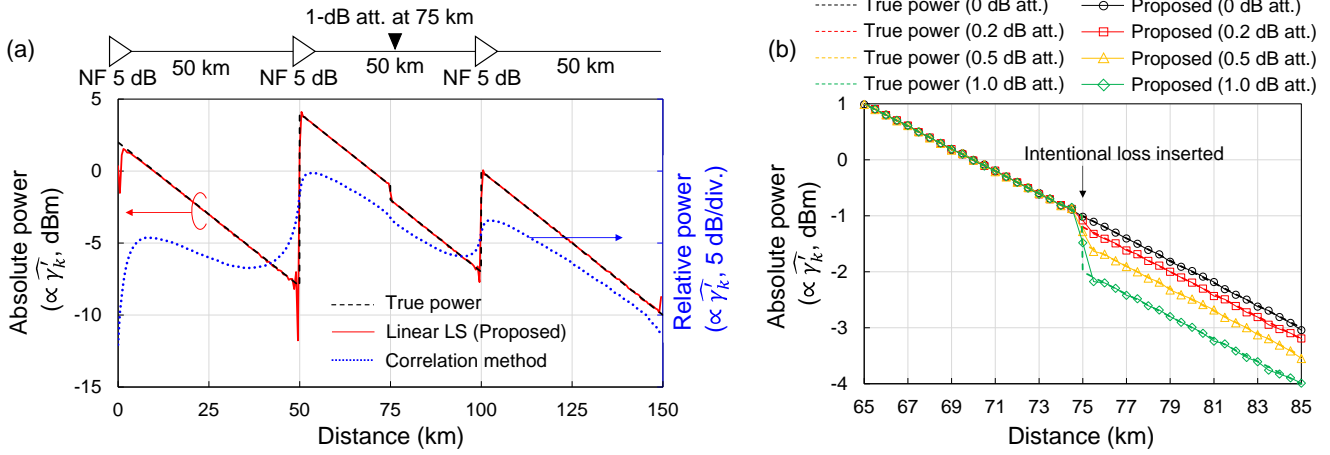 1-dB att. at 75 km
(a)
NF 5 dB 50 km NF 5 dB 50 km NF 5 dB 50 km
Absolute power
(∝ γ̂′ₖ, dBm)
5
0
-5
-10
-15
0 25 50 75 100 125 150
Distance (km)
True power
Linear LS (Proposed)
Correlation method
Relative power
(∝ γ̂′ₖ, 5 dB/div.)
(b)
True power (0 dB att.) Proposed (0 dB att.)
True power (0.2 dB att.) Proposed (0.2 dB att.)
True power (0.5 dB att.) Proposed (0.5 dB att.)
True power (1.0 dB att.) Proposed (1.0 dB att.)
Intentional loss inserted
Absolute power
(∝ γ̂′ₖ, dBm)
1
0
-1
-2
-3
-4
65 67 69 71 73 75 77 79 81 83 85
Distance (km)